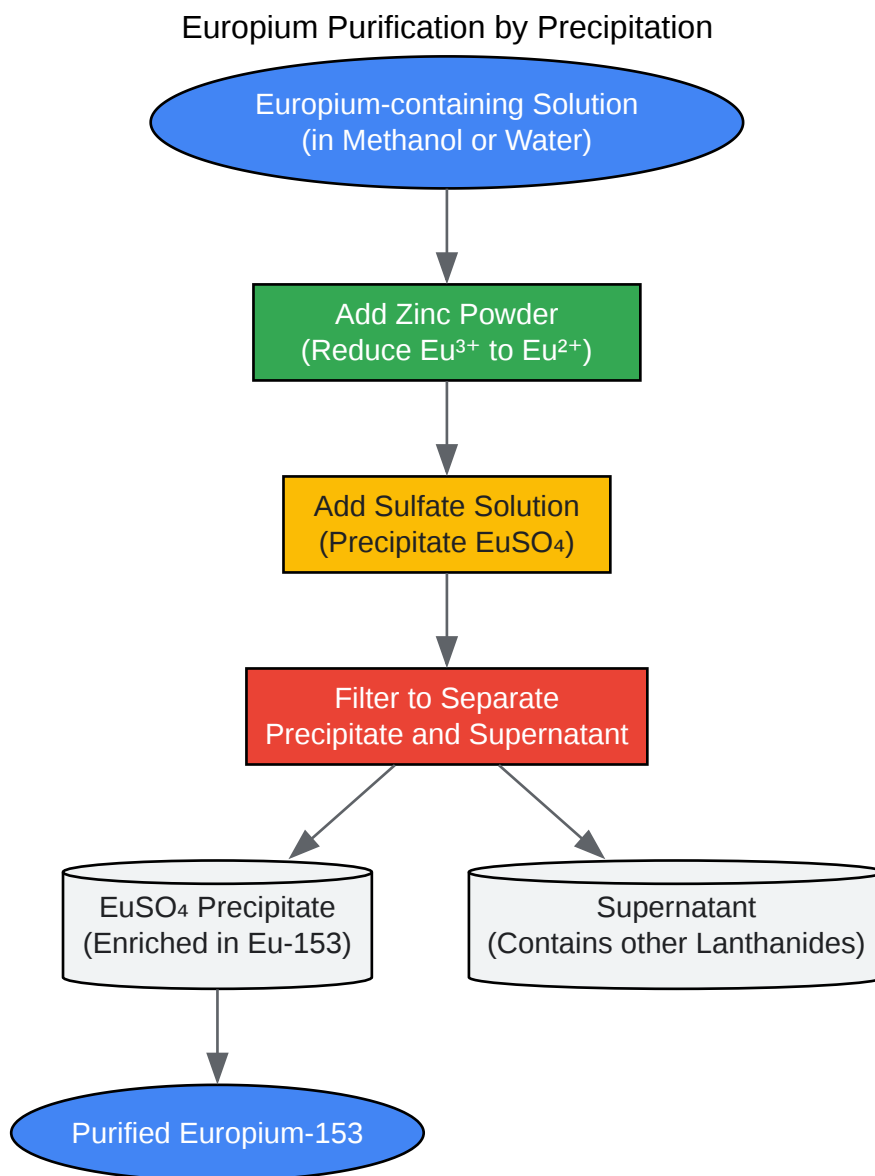 Europium Purification by Precipitation
Europium-containing Solution
(in Methanol or Water)
Add Zinc Powder
(Reduce Eu³⁺ to Eu²⁺)
Add Sulfate Solution
(Precipitate EuSO₄)
Filter to Separate
Precipitate and Supernatant
EuSO₄ Precipitate
(Enriched in Eu-153)
Supernatant
(Contains other Lanthanides)
Purified Europium-153